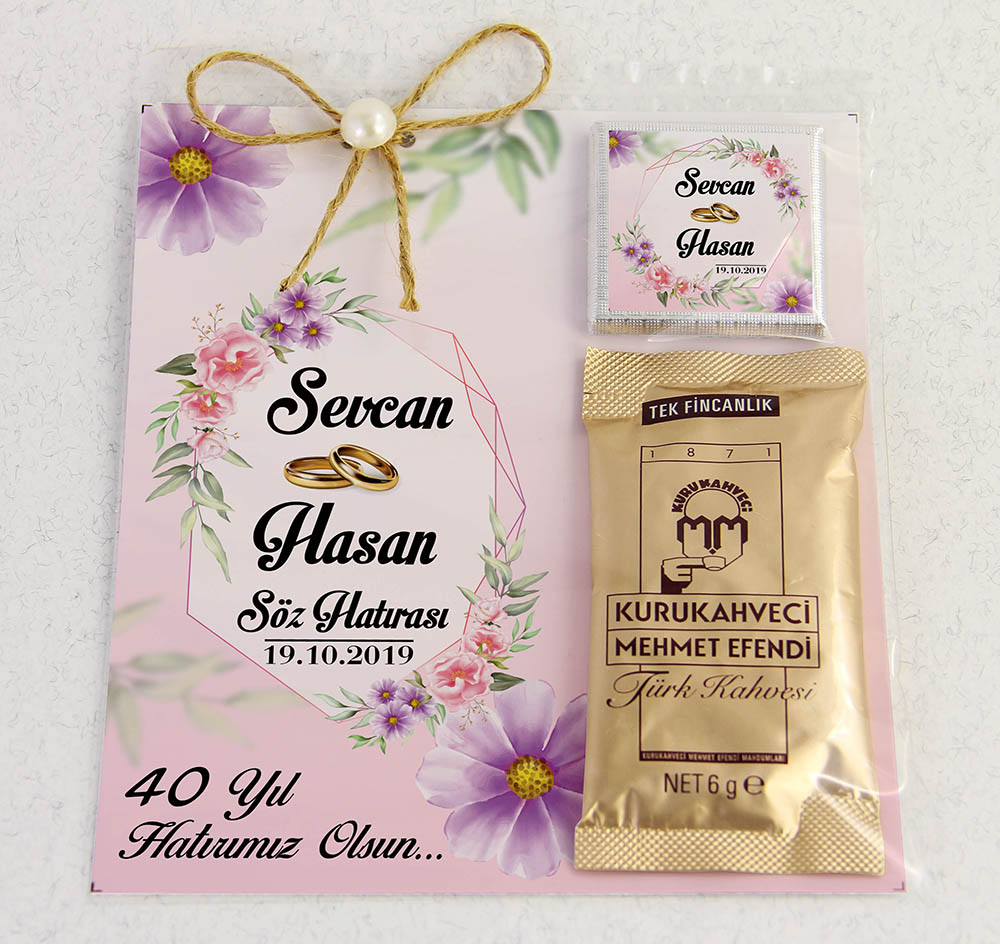 Sevcan
Hasan
Söz Hatırası
19.10.2019
40 Yıl
Hatırımız Olsun...
Sevcan
Hasan
19.10.2019
TEK FİNCANLIK
1871
KURUKAHVECİ
MM
KURUKAHVECİ
MEHMET EFENDİ
Türk Kahvesi
KURUKAHVECİ MEHMET EFENDİ MAHDUMLARI
NET 6 g ℮